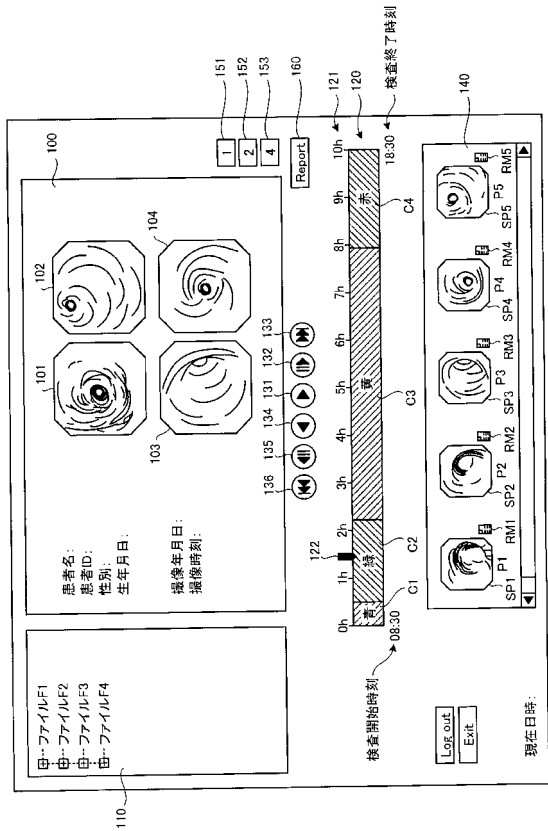 110
ファイルF1
ファイルF2
ファイルF3
ファイルF4
100
患者名:
患者ID:
性別:
生年月日:
撮像年月日:
撮像時刻:
101
102
103
104
151
1
152
2
153
4
160
Report
136 135 134 131 132 133
122
121
120
0h 1h 2h 3h 4h 5h 6h 7h 8h 9h 10h
青 緑 黄 赤
C1 C2 C3 C4
08:30
18:30
検査開始時刻
検査終了時刻
140
SP1 P1 RM1
SP2 P2 RM2
SP3 P3 RM3
SP4 P4 RM4
SP5 P5 RM5
Log out
Exit
現在日時: